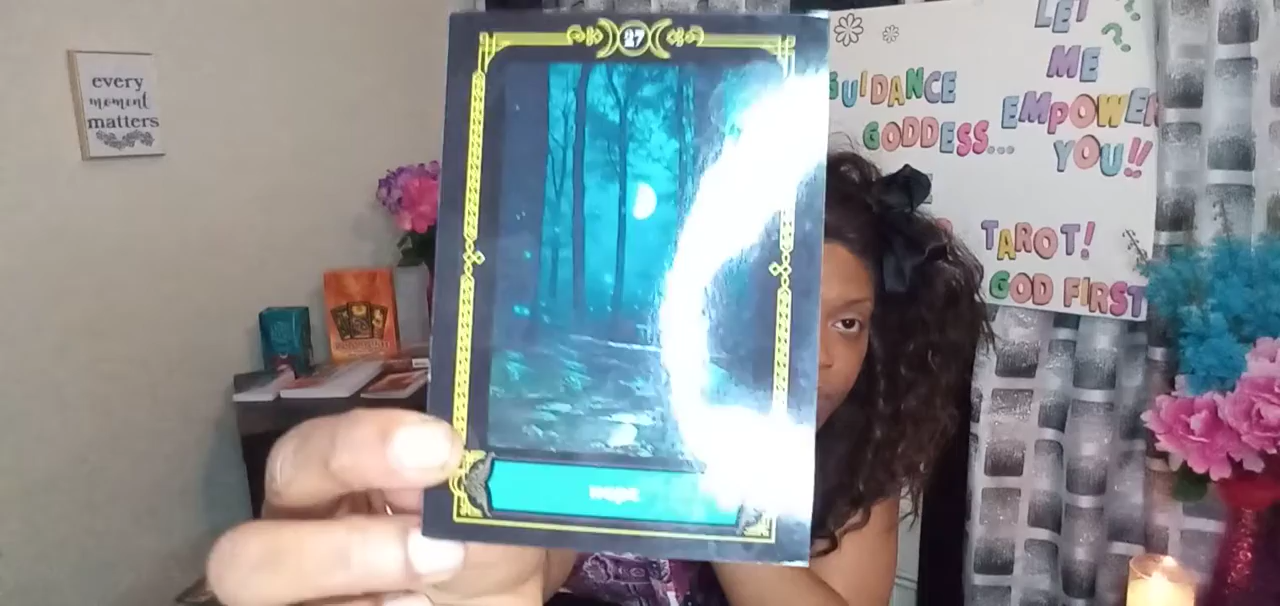 every
moment
matters
27
LET
ME
EMPOWER
YOU!!
??
GUIDANCE
GODDESS...
TAROT!
GOD FIRST